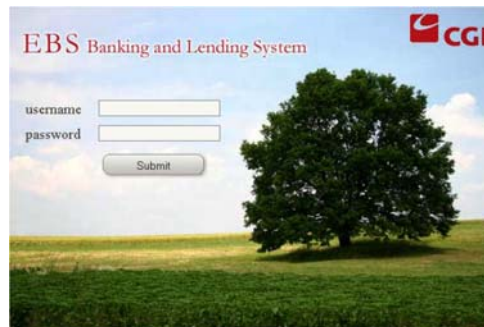 EBS Banking and Lending System
CGI
username
password
Submit